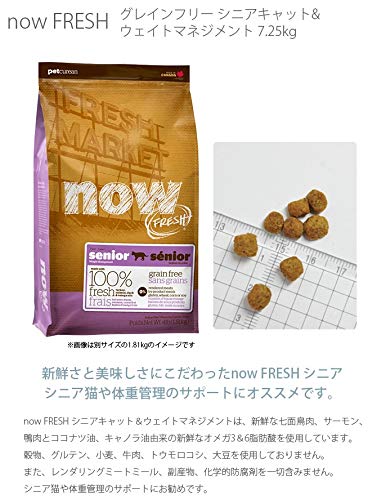 now FRESH グレインフリー シニアキャット&
ウェイトマネジメント 7.25kg
petcurean
FRESH
MARKET
now
FRESH!
senior sénior
made with
100%
fresh
frais
grain free
sans grains
0%
※画像は別サイズの1.81kgのイメージです
新鮮さと美味しさにこだわったnow FRESH シニア
シニア猫や体重管理のサポートにオススメです。
now FRESH シニアキャット＆ウェイトマネジメントは、新鮮な七面鳥肉、サーモン、
鴨肉とココナツ油、キャノラ油由来の新鮮なオメガ3＆6脂肪酸を使用しています。
穀物、グルテン、小麦、牛肉、トウモロコシ、大豆を使用しておりません。
また、レンダリングミートミール、副産物、化学的防腐剤を一切含みません。
シニア猫や体重管理のサポートにお勧めです。